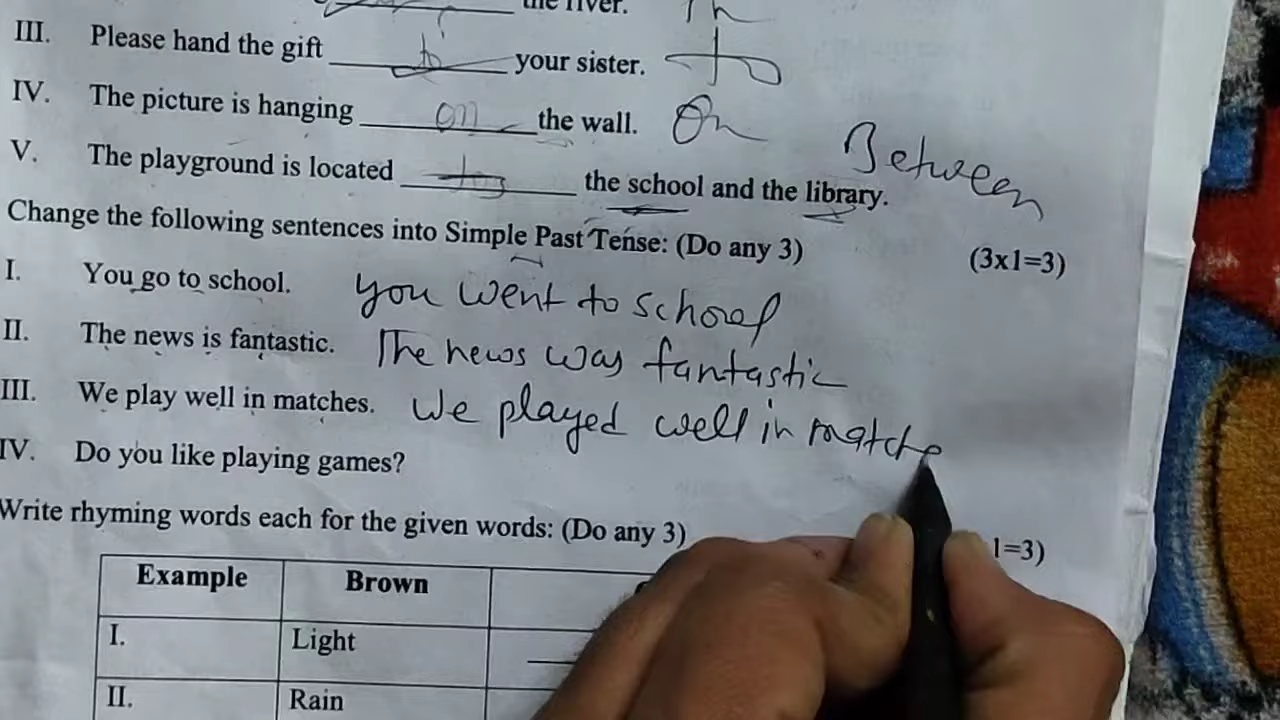 the river.
III. Please hand the gift to your sister. to
IV. The picture is hanging on the wall. On
V. The playground is located the school and the library. Between
Change the following sentences into Simple Past Tense: (Do any 3) (3x1=3)
I. You go to school. you went to school
II. The news is fantastic. The news was fantastic
III. We play well in matches. We played well in matche
IV. Do you like playing games?
Write rhyming words each for the given words: (Do any 3) 1=3)
Example Brown
I. Light
II. Rain